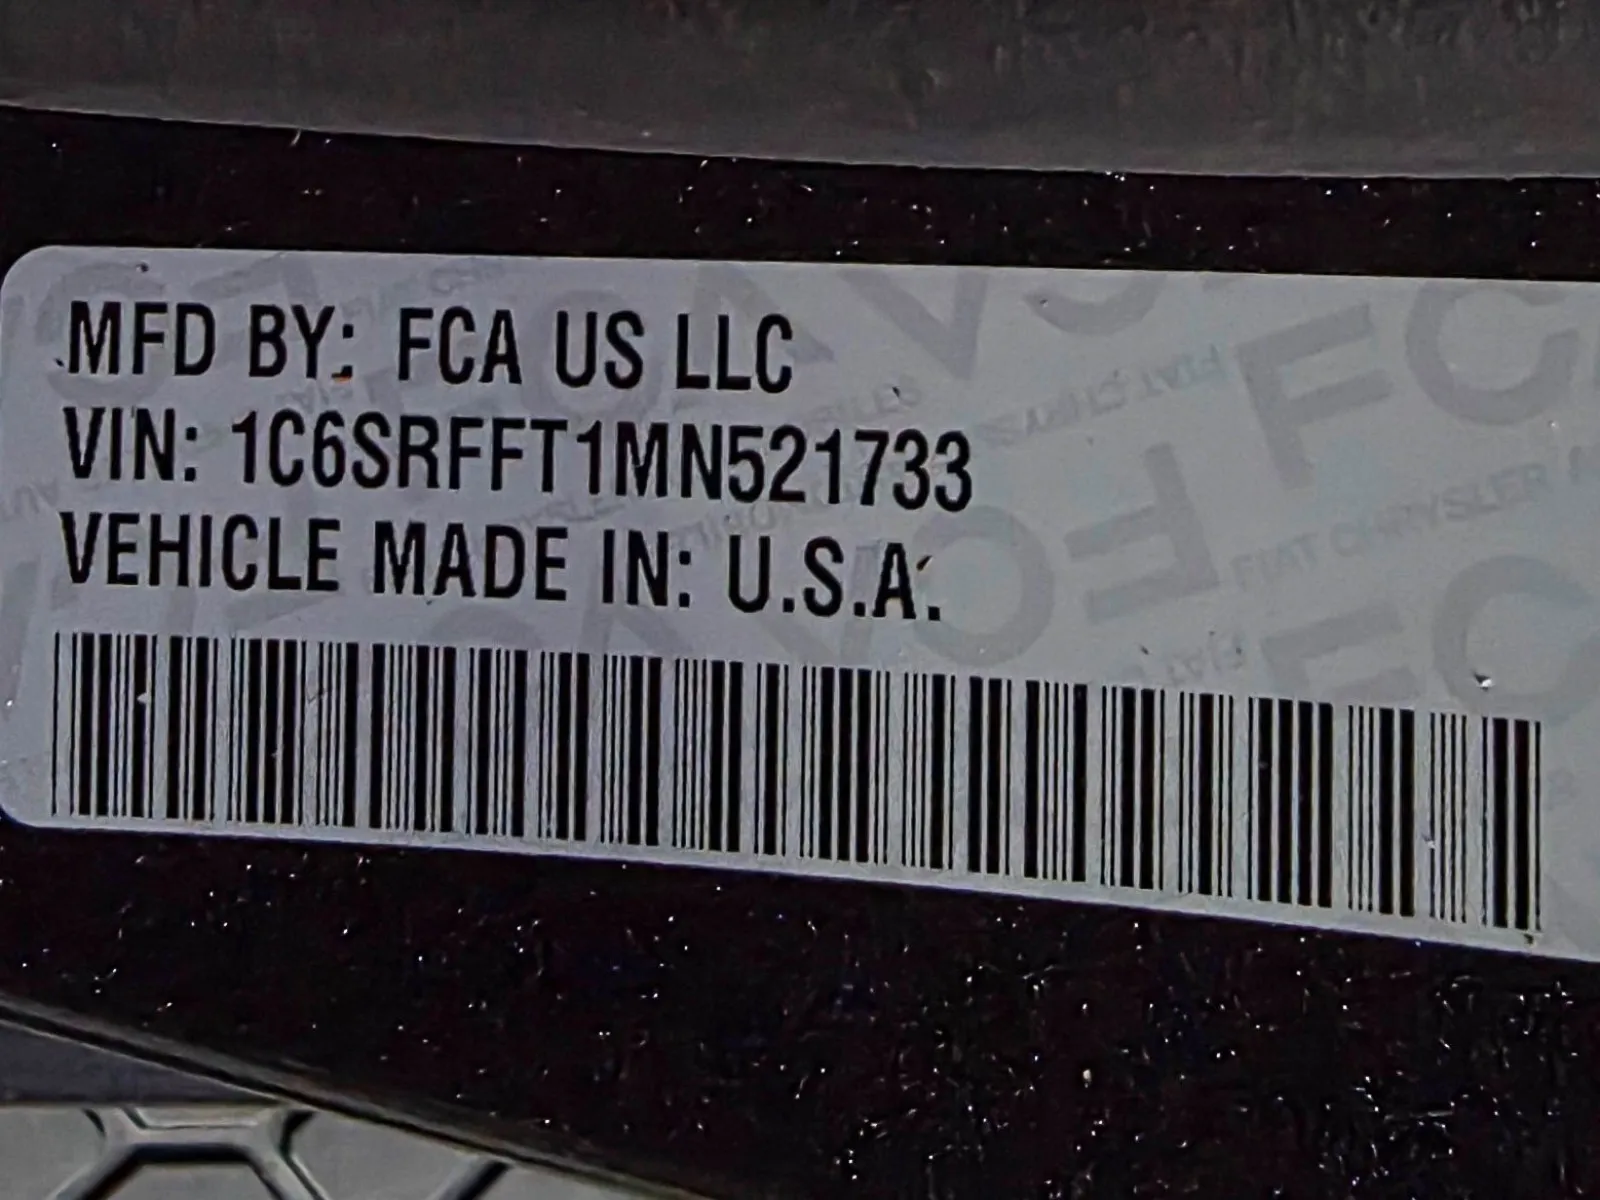 MFD BY: FCA US LLC
VIN: 1C6SRFFT1MN521733
VEHICLE MADE IN: U.S.A.